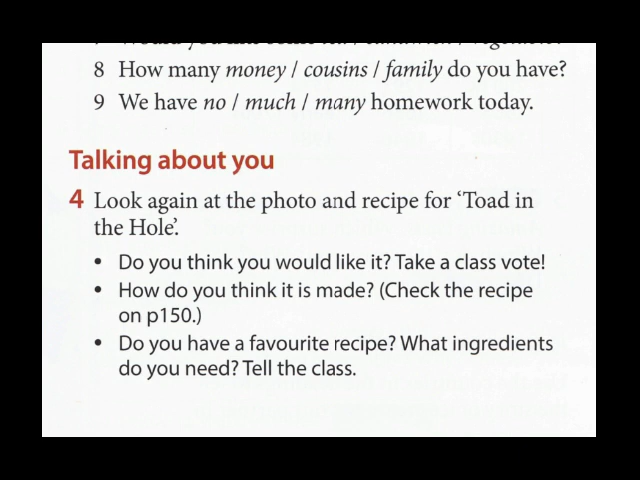 8 How many money / cousins / family do you have?
9 We have no / much / many homework today.
Talking about you
4 Look again at the photo and recipe for ‘Toad in
the Hole’.
• Do you think you would like it? Take a class vote!
• How do you think it is made? (Check the recipe
on p150.)
• Do you have a favourite recipe? What ingredients
do you need? Tell the class.